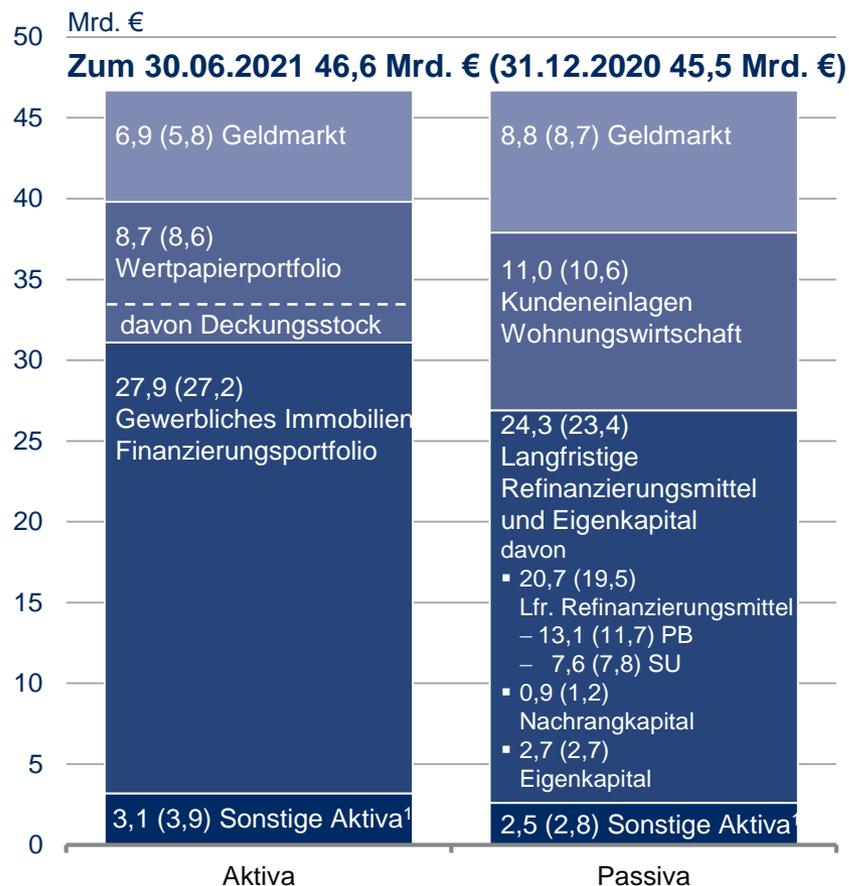 Mrd. €
Zum 30.06.2021 46,6 Mrd. € (31.12.2020 45,5 Mrd. €)
50
45
40
35
30
25
20
15
10
5
0
6,9 (5,8) Geldmarkt
8,7 (8,6)
Wertpapierportfolio
davon Deckungsstock
27,9 (27,2)
Gewerbliches Immobilien
Finanzierungsportfolio
3,1 (3,9) Sonstige Aktiva¹
Aktiva
8,8 (8,7) Geldmarkt
11,0 (10,6)
Kundeneinlagen
Wohnungswirtschaft
24,3 (23,4)
Langfristige
Refinanzierungsmittel
und Eigenkapital
davon
▪ 20,7 (19,5)
Lfr. Refinanzierungsmittel
– 13,1 (11,7) PB
– 7,6 (7,8) SU
▪ 0,9 (1,2)
Nachrangkapital
▪ 2,7 (2,7)
Eigenkapital
2,5 (2,8) Sonstige Aktiva¹
Passiva